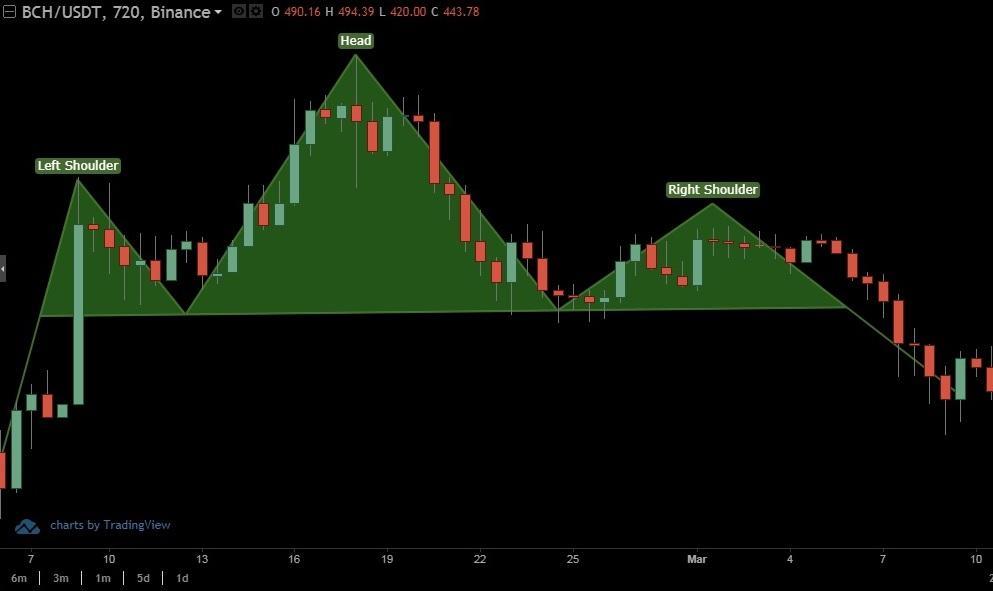 BCH/USDT, 720, Binance O 490.16 H 494.39 L 420.00 C 443.78
Head
Left Shoulder
Right Shoulder
charts by TradingView
7 10 13 16 19 22 25 Mar 4 7 10
6m 3m 1m 5d 1d